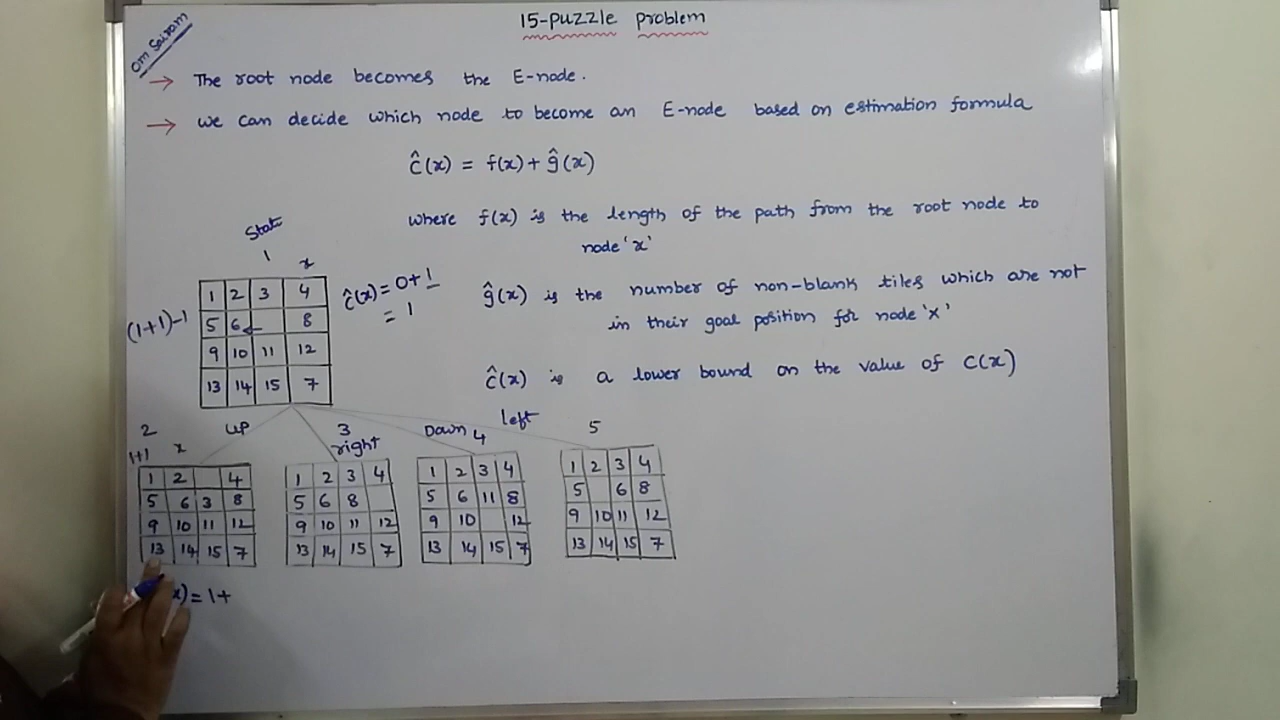 Om Sairam
15-puzzle problem
→ The root node becomes the E-node.
→ we can decide which node to become an E-node based on estimation formula
ĉ(x) = f(x) + ĝ(x)
where f(x) is the length of the path from the root node to
node 'x'
ĝ(x) is the number of non-blank tiles which are not
in their goal position for node 'x'
ĉ(x) is a lower bound on the value of C(x)
State
1 x
(1+1)-1
1 2 3 4
5 6 8
9 10 11 12
13 14 15 7
ĉ(x) = 0+1
= 1
up
right
Down
left
2
1+1 x
1 2 4
5 6 3 8
9 10 11 12
13 14 15 7
3
1 2 3 4
5 6 8
9 10 11 12
13 14 15 7
4
1 2 3 4
5 6 11 8
9 10 12
13 14 15 7
5
1 2 3 4
5 6 8
9 10 11 12
13 14 15 7
x) = 1+